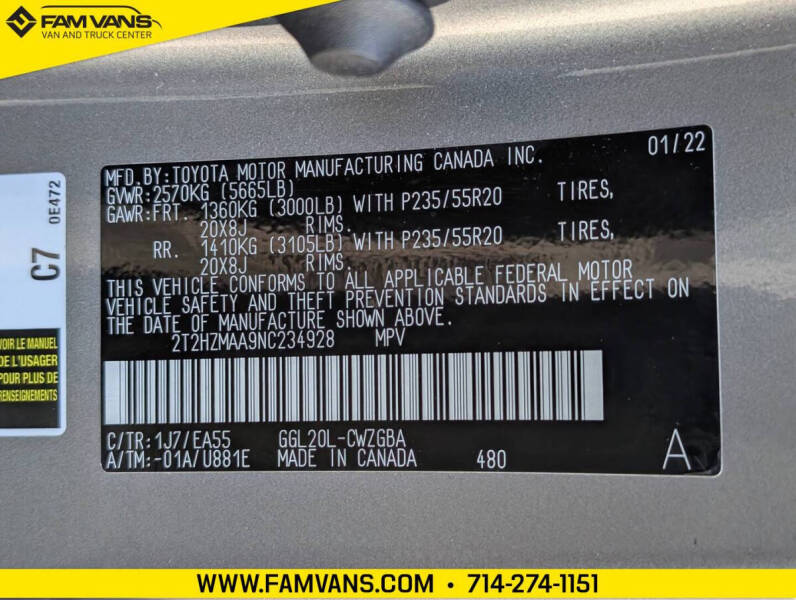 FAM VANS
VAN AND TRUCK CENTER
MFD. BY: TOYOTA MOTOR MANUFACTURING CANADA INC. 01/22
GVWR: 2570KG (5665LB)
GAWR: FRT. 1360KG (3000LB) WITH P235/55R20 TIRES,
20X8J RIMS.
RR. 1410KG (3105LB) WITH P235/55R20 TIRES,
20X8J RIMS.
THIS VEHICLE CONFORMS TO ALL APPLICABLE FEDERAL MOTOR
VEHICLE SAFETY AND THEFT PREVENTION STANDARDS IN EFFECT ON
THE DATE OF MANUFACTURE SHOWN ABOVE.
2T2HZMAA9NC234928 MPV
C/TR: 1J7/EA55 GGL20L-CWZGBA
A/TM: -01A/U881E MADE IN CANADA 480 A
C7
0E472
VOIR LE MANUEL
DE L'USAGER
POUR PLUS DE
RENSEIGNEMENTS
WWW.FAMVANS.COM • 714-274-1151